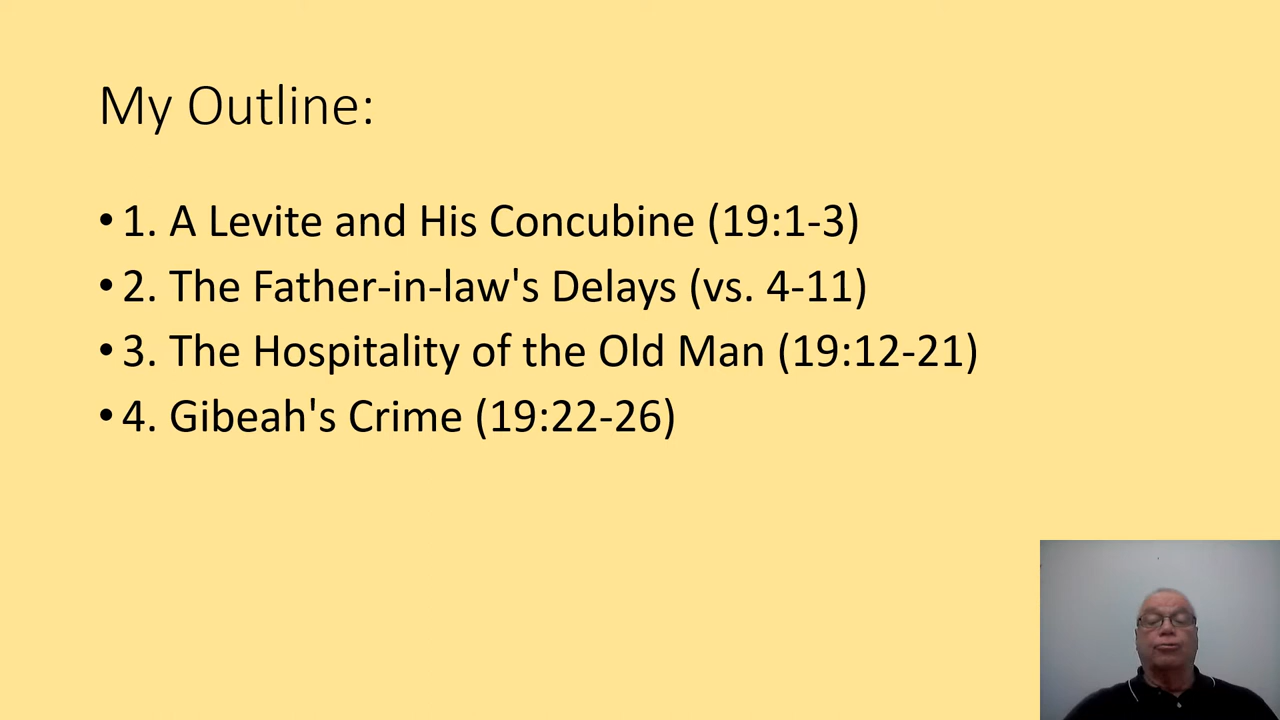 My Outline:
• 1. A Levite and His Concubine (19:1-3)
• 2. The Father-in-law's Delays (vs. 4-11)
• 3. The Hospitality of the Old Man (19:12-21)
• 4. Gibeah's Crime (19:22-26)